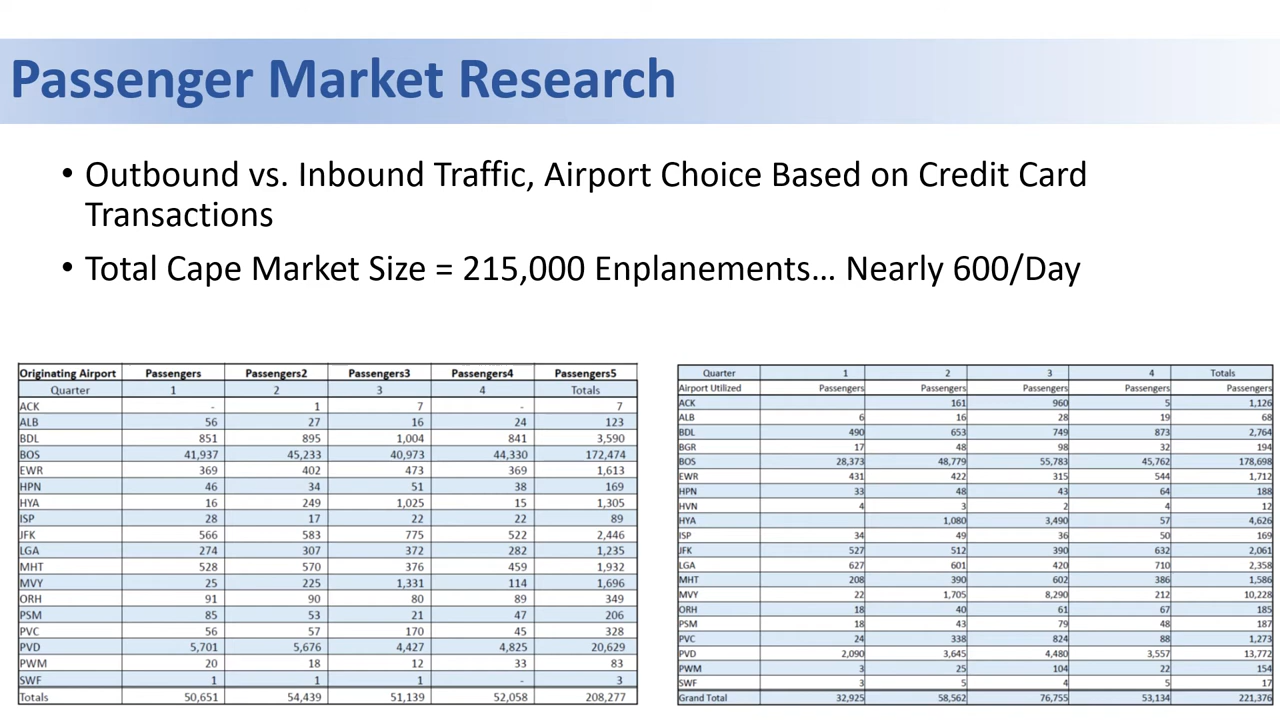 Passenger Market Research
• Outbound vs. Inbound Traffic, Airport Choice Based on Credit Card
Transactions
• Total Cape Market Size = 215,000 Enplanements... Nearly 600/Day
Originating Airport Passengers Passengers2 Passengers3 Passengers4 Passengers5
Quarter 1 2 3 4 Totals
ACK - 1 7 - 7
ALB 56 27 16 24 123
BDL 851 895 1,004 841 3,590
BOS 41,937 45,233 40,973 44,330 172,474
EWR 369 402 473 369 1,613
HPN 46 34 51 38 169
HYA 16 249 1,025 15 1,305
ISP 28 17 22 22 89
JFK 566 583 775 522 2,446
LGA 274 307 372 282 1,235
MHT 528 570 376 459 1,932
MVY 25 225 1,331 114 1,696
ORH 91 90 80 89 349
PSM 85 53 21 47 206
PVC 56 57 170 45 328
PVD 5,701 5,676 4,427 4,825 20,629
PWM 20 18 12 33 83
SWF 1 1 1 - 3
Totals 50,651 54,439 51,139 52,058 208,277
Quarter 1 2 3 4 Totals
Airport Utilized Passengers Passengers Passengers Passengers Passengers
ACK 161 960 5 1,126
ALB 6 16 28 19 68
BDL 490 653 749 873 2,764
BGR 17 48 98 32 194
BOS 28,373 48,779 55,783 45,762 178,698
EWR 431 422 315 544 1,712
HPN 33 48 43 64 188
HVN 4 3 2 4 12
HYA 1,080 3,490 57 4,626
ISP 34 49 36 50 169
JFK 527 512 390 632 2,061
LGA 627 601 420 710 2,358
MHT 208 390 602 386 1,586
MVY 22 1,705 8,290 212 10,228
ORH 18 40 61 67 185
PSM 18 43 79 48 187
PVC 24 338 824 88 1,273
PVD 2,090 3,645 4,480 3,557 13,772
PWM 3 25 104 22 154
SWF 3 5 4 5 17
Grand Total 32,925 58,562 76,755 53,134 221,376